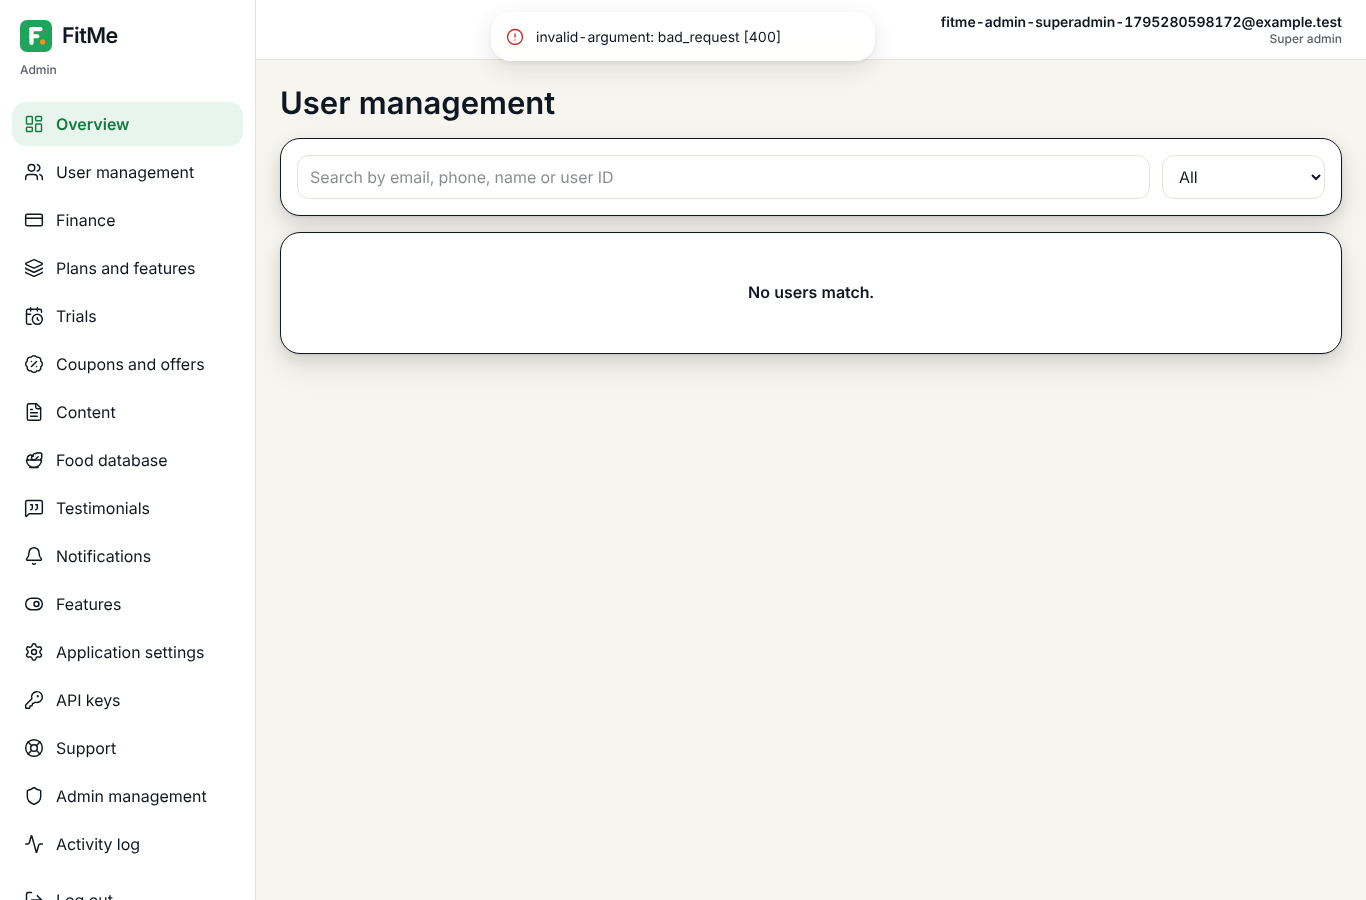 FitMe
Admin
Overview
User management
Finance
Plans and features
Trials
Coupons and offers
Content
Food database
Testimonials
Notifications
Features
Application settings
API keys
Support
Admin management
Activity log
Log out
invalid-argument: bad_request [400]
fitme-admin-superadmin-1795280598172@example.test
Super admin
User management
Search by email, phone, name or user ID
All
No users match.